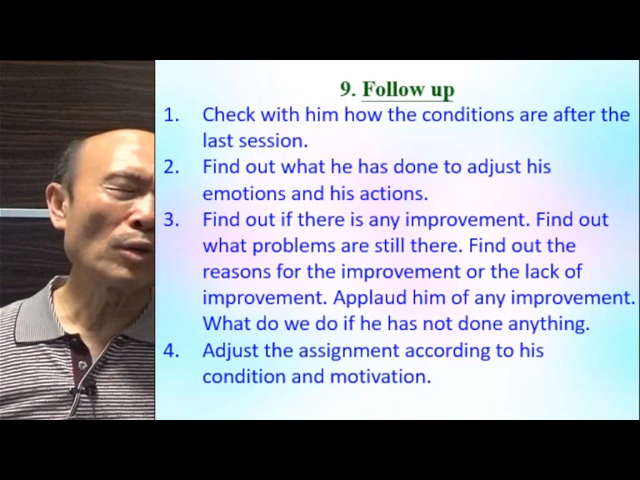 9. Follow up
1. Check with him how the conditions are after the
last session.
2. Find out what he has done to adjust his
emotions and his actions.
3. Find out if there is any improvement. Find out
what problems are still there. Find out the
reasons for the improvement or the lack of
improvement. Applaud him of any improvement.
What do we do if he has not done anything.
4. Adjust the assignment according to his
condition and motivation.